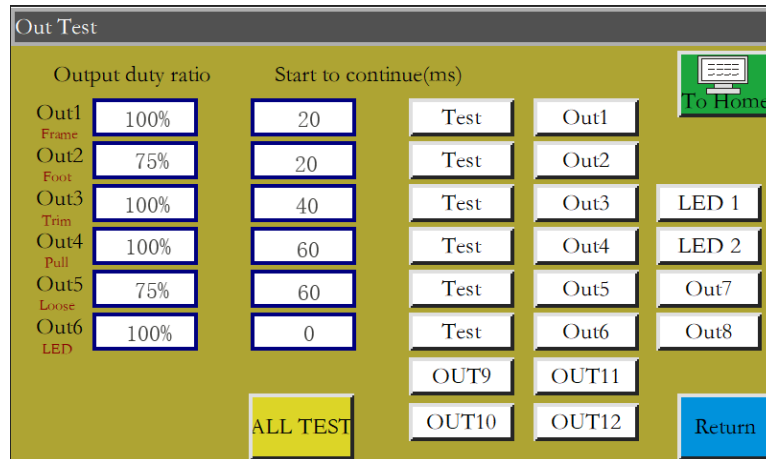 Out Test
Output duty ratio Start to continue(ms)
To Home
Out1 100% 20 Test Out1
Frame
Out2 75% 20 Test Out2
Foot
Out3 100% 40 Test Out3 LED 1
Trim
Out4 100% 60 Test Out4 LED 2
Pull
Out5 75% 60 Test Out5 Out7
Loose
Out6 100% 0 Test Out6 Out8
LED
OUT9 OUT11
ALL TEST OUT10 OUT12 Return